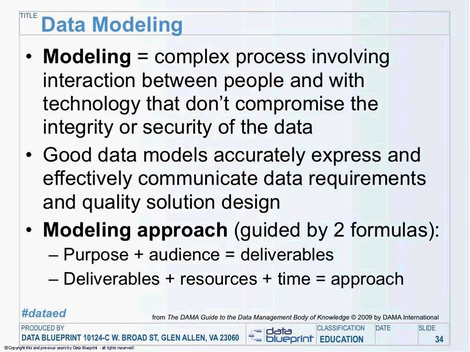 TITLE
Data Modeling
• Modeling = complex process involving
interaction between people and with
technology that don't compromise the
integrity or security of the data
• Good data models accurately express and
effectively communicate data requirements
and quality solution design
• Modeling approach (guided by 2 formulas):
– Purpose + audience = deliverables
– Deliverables + resources + time = approach
#dataed
from The DAMA Guide to the Data Management Body of Knowledge © 2009 by DAMA International
PRODUCED BY
DATA BLUEPRINT 10124-C W. BROAD ST, GLEN ALLEN, VA 23060
data
blueprint
CLASSIFICATION
EDUCATION
DATE
SLIDE
34
©Copyright this and previous years by Data Blueprint - all rights reserved!